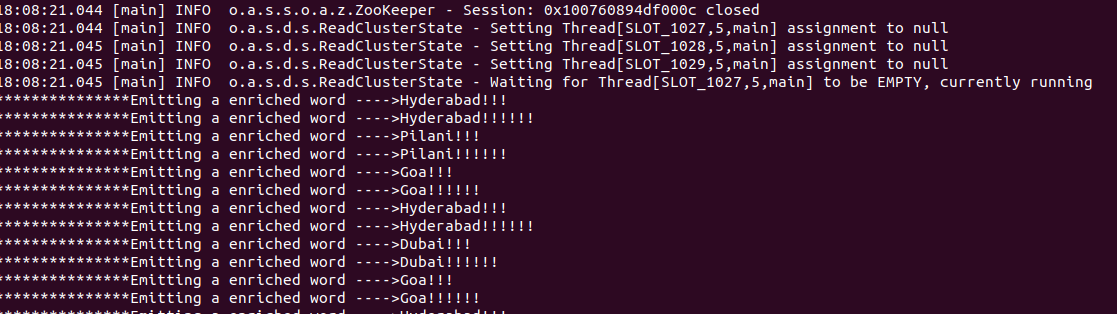 18:08:21.044 [main] INFO  o.a.s.s.o.a.z.ZooKeeper - Session: 0x100760894df000c closed
18:08:21.044 [main] INFO  o.a.s.d.s.ReadClusterState - Setting Thread[SLOT_1027,5,main] assignment to null
18:08:21.045 [main] INFO  o.a.s.d.s.ReadClusterState - Setting Thread[SLOT_1028,5,main] assignment to null
18:08:21.045 [main] INFO  o.a.s.d.s.ReadClusterState - Setting Thread[SLOT_1029,5,main] assignment to null
18:08:21.045 [main] INFO  o.a.s.d.s.ReadClusterState - Waiting for Thread[SLOT_1027,5,main] to be EMPTY, currently running
***************Emitting a enriched word ---->Hyderabad!!!
***************Emitting a enriched word ---->Hyderabad!!!!!!
***************Emitting a enriched word ---->Pilani!!!
***************Emitting a enriched word ---->Pilani!!!!!!
***************Emitting a enriched word ---->Goa!!!
***************Emitting a enriched word ---->Goa!!!!!!
***************Emitting a enriched word ---->Hyderabad!!!
***************Emitting a enriched word ---->Hyderabad!!!!!!
***************Emitting a enriched word ---->Dubai!!!
***************Emitting a enriched word ---->Dubai!!!!!!
***************Emitting a enriched word ---->Goa!!!
***************Emitting a enriched word ---->Goa!!!!!!
***************Emitting a enriched word ---->Hyderabad!!!